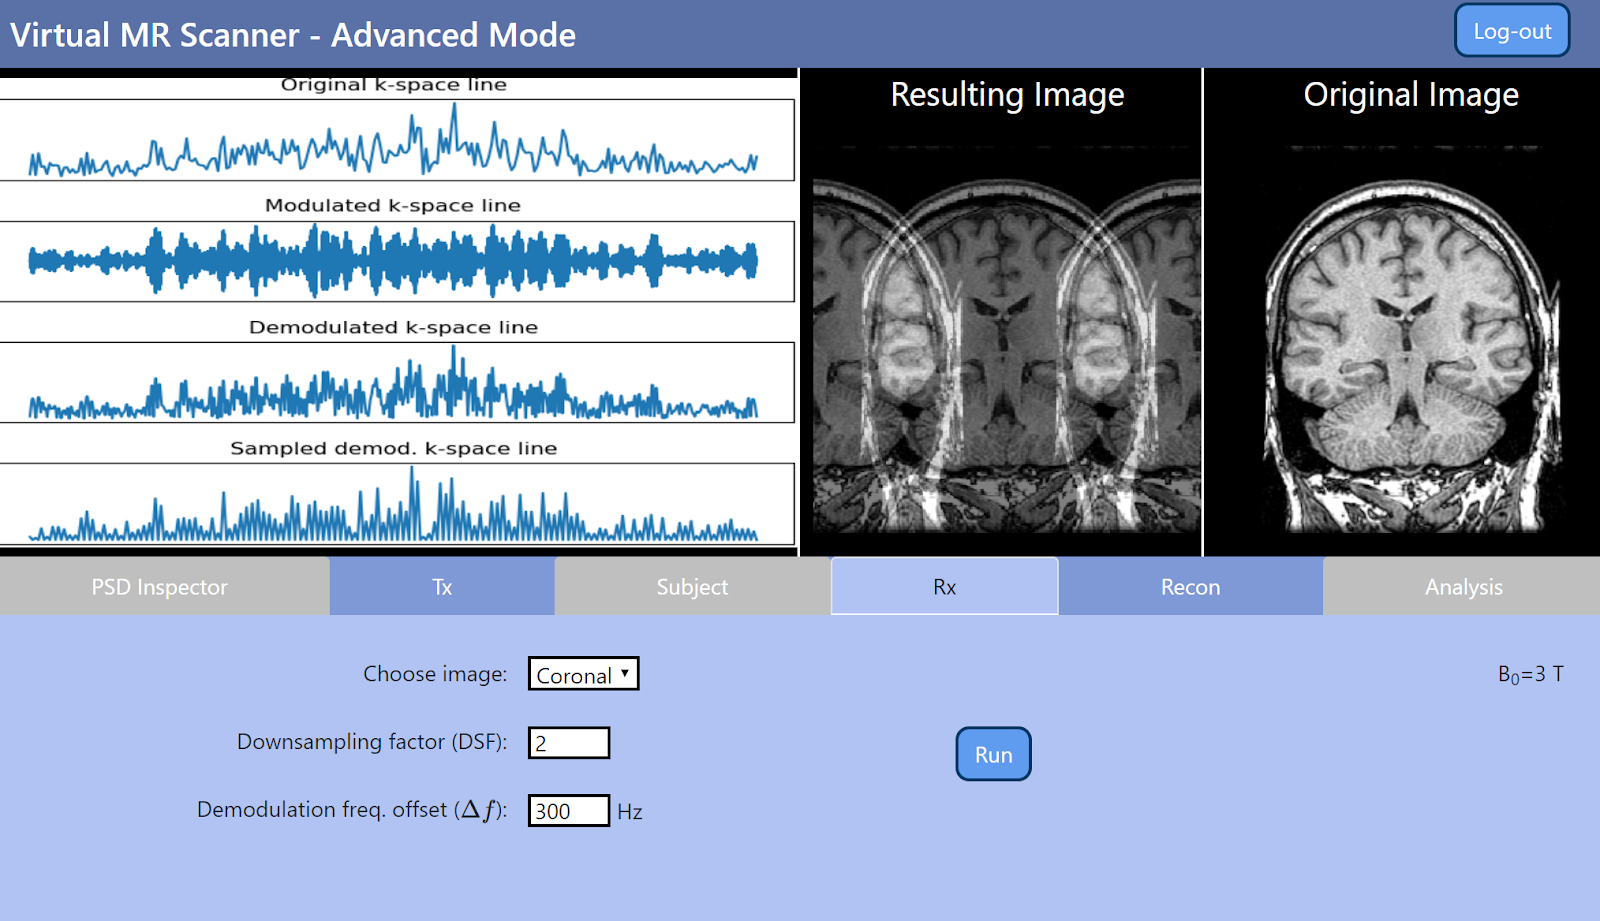 Virtual MR Scanner - Advanced Mode
Log-out
Original k-space line
Modulated k-space line
Demodulated k-space line
Sampled demod. k-space line
Resulting Image
Original Image
PSD Inspector
Tx
Subject
Rx
Recon
Analysis
Choose image: Coronal
B₀=3 T
Downsampling factor (DSF): 2
Run
Demodulation freq. offset (Δf): 300 Hz